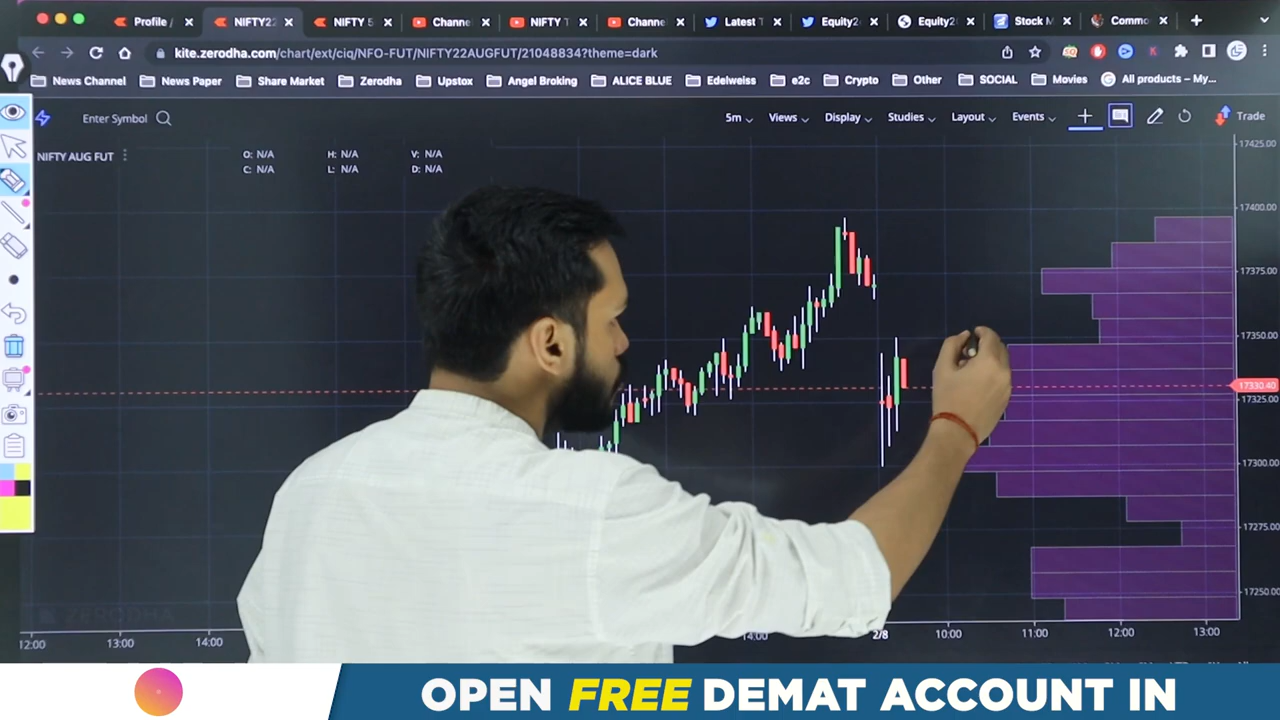 Profile /
NIFTY22
NIFTY 5
Channe
NIFTY T
Channe
Latest T
Equity2
Equity2
Stock M
Commo
kite.zerodha.com/chart/ext/ciq/NFO-FUT/NIFTY22AUGFUT/21048834?theme=dark
News Channel
News Paper
Share Market
Zerodha
Upstox
Angel Broking
ALICE BLUE
Edelweiss
e2c
Crypto
Other
SOCIAL
Movies
All products – My...
Enter Symbol
5m
Views
Display
Studies
Layout
Events
Trade
NIFTY AUG FUT
O: N/A
H: N/A
V: N/A
C: N/A
L: N/A
D: N/A
17425.00
17400.00
17375.00
17350.00
17330.40
17325.00
17300.00
17275.00
17250.00
ZERODHA
12:00
13:00
14:00
14:00
2/8
10:00
11:00
12:00
13:00
OPEN FREE DEMAT ACCOUNT IN